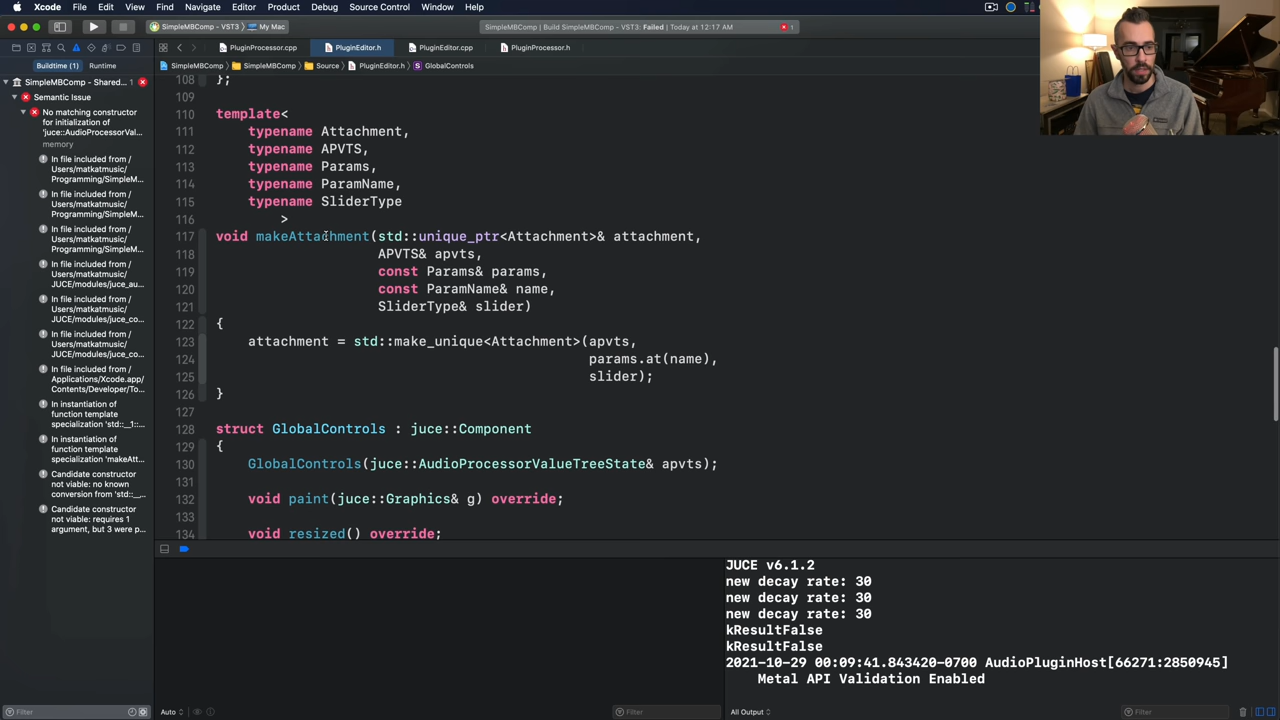 Xcode File Edit View Find Navigate Editor Product Debug Source Control Window Help
SimpleMBComp - VST3 My Mac
SimpleMBComp | Build SimpleMBComp - VST3: Failed | Today at 12:17 AM
1
PluginProcessor.cpp PluginEditor.h PluginEditor.cpp PluginProcessor.h
Buildtime (1) Runtime
SimpleMBComp Source PluginEditor.h GlobalControls
SimpleMBComp
SimpleMBComp - Shared...
Semantic Issue
No matching constructor
for initialization of
'juce::AudioProcessorVal...
memory
In file included from /
Users/matkatmusic/
Programming/SimpleM...
In file included from /
Users/matkatmusic/
Programming/SimpleM...
In file included from /
Users/matkatmusic/
Programming/SimpleM...
In file included from /
Users/matkatmusic/
JUCE/modules/juce_au...
In file included from /
Users/matkatmusic/
JUCE/modules/juce_co...
In file included from /
Users/matkatmusic/
JUCE/modules/juce_co...
In file included from /
Applications/Xcode.app/
Contents/Developer/To...
In instantiation of
function template
specialization 'std::__1::...
In instantiation of
function template
specialization 'makeAtt...
Candidate constructor
not viable: no known
conversion from 'std::__...
Candidate constructor
not viable: requires 1
argument, but 3 were p...
108 };
109
110 template<
111 typename Attachment,
112 typename APVTS,
113 typename Params,
114 typename ParamName,
115 typename SliderType
116 >
117 void makeAttachment(std::unique_ptr<Attachment>& attachment,
118 APVTS& apvts,
119 const Params& params,
120 const ParamName& name,
121 SliderType& slider)
122 {
123 attachment = std::make_unique<Attachment>(apvts,
124 params.at(name),
125 slider);
126 }
127
128 struct GlobalControls : juce::Component
129 {
130 GlobalControls(juce::AudioProcessorValueTreeState& apvts);
131
132 void paint(juce::Graphics& g) override;
133
134 void resized() override;
JUCE v6.1.2
new decay rate: 30
new decay rate: 30
new decay rate: 30
kResultFalse
kResultFalse
2021-10-29 00:09:41.843420-0700 AudioPluginHost[66271:2850945]
Metal API Validation Enabled
Filter
Auto
Filter
All Output
Filter